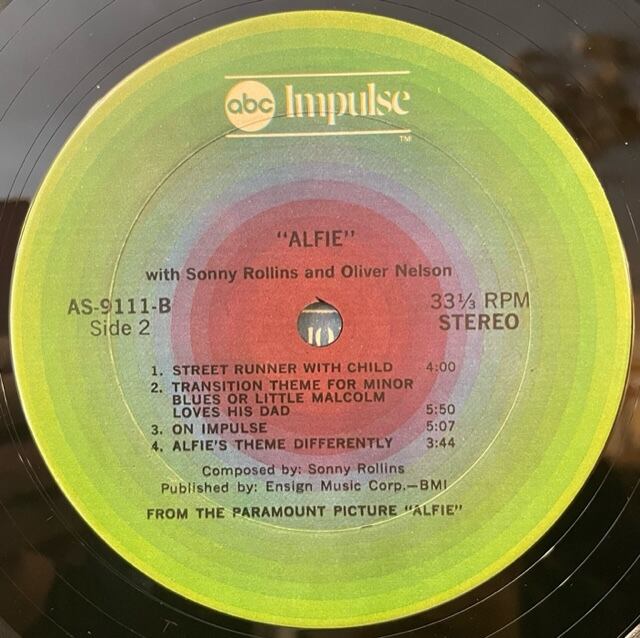 abc Impulse
TM
"ALFIE"
with Sonny Rollins and Oliver Nelson
AS-9111-B
Side 2
33⅓ RPM
STEREO
10
1. STREET RUNNER WITH CHILD 4:00
2. TRANSITION THEME FOR MINOR
BLUES OR LITTLE MALCOLM
LOVES HIS DAD 5:50
3. ON IMPULSE 5:07
4. ALFIE'S THEME DIFFERENTLY 3:44
Composed by: Sonny Rollins
Published by: Ensign Music Corp.—BMI
FROM THE PARAMOUNT PICTURE "ALFIE"